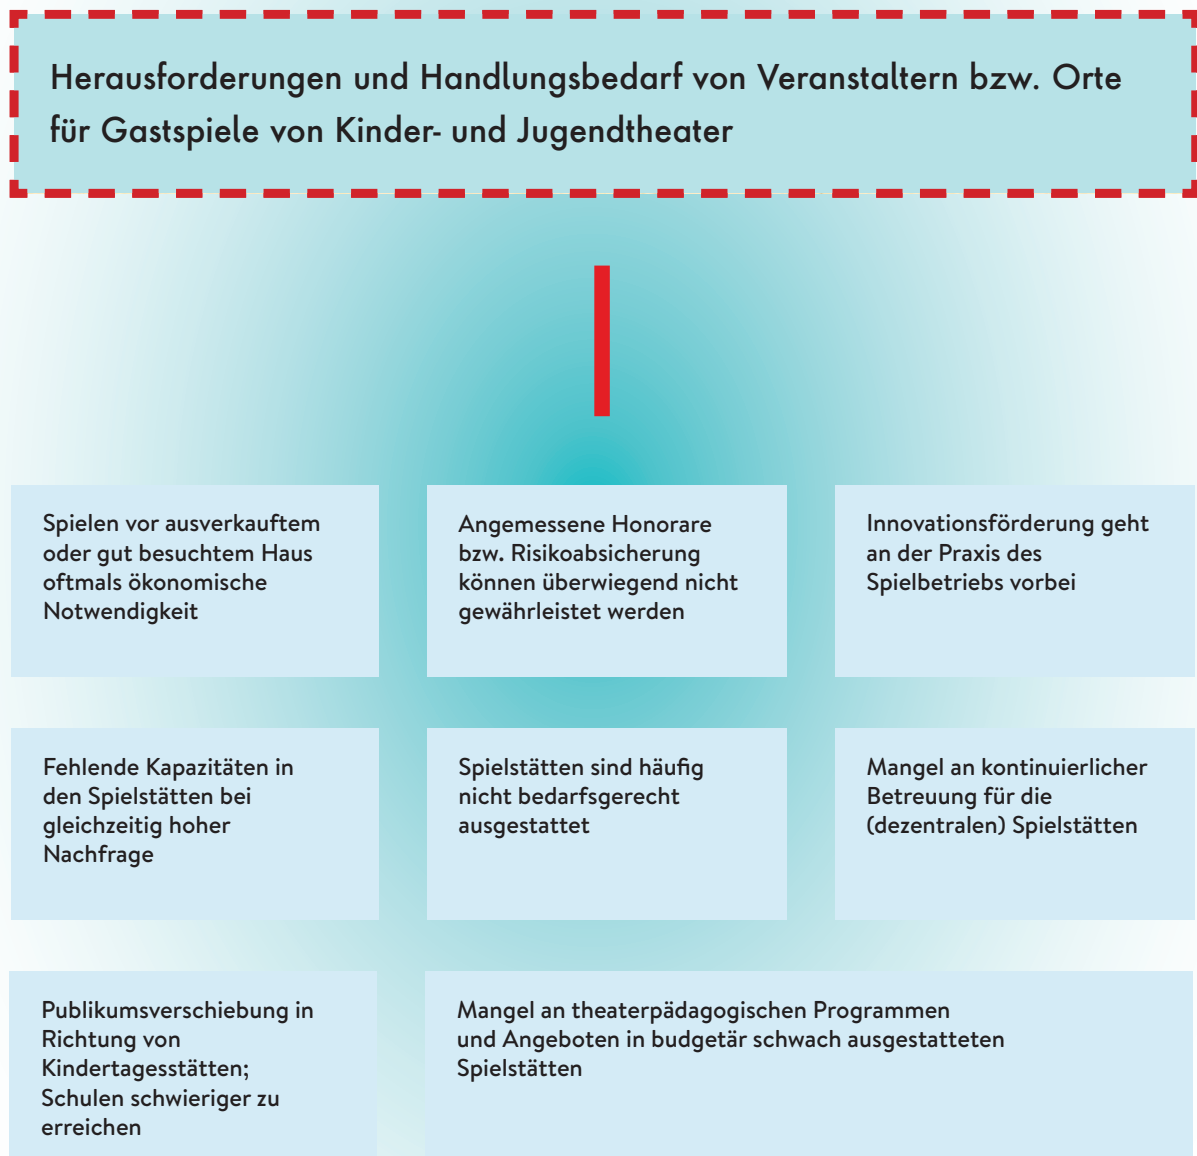 Herausforderungen und Handlungsbedarf von Veranstaltern bzw. Orte
für Gastspiele von Kinder- und Jugendtheater
Spielen vor ausverkauftem
oder gut besuchtem Haus
oftmals ökonomische
Notwendigkeit
Angemessene Honorare
bzw. Risikoabsicherung
können überwiegend nicht
gewährleistet werden
Innovationsförderung geht
an der Praxis des
Spielbetriebs vorbei
Fehlende Kapazitäten in
den Spielstätten bei
gleichzeitig hoher
Nachfrage
Spielstätten sind häufig
nicht bedarfsgerecht
ausgestattet
Mangel an kontinuierlicher
Betreuung für die
(dezentralen) Spielstätten
Publikumsverschiebung in
Richtung von
Kindertagesstätten;
Schulen schwieriger zu
erreichen
Mangel an theaterpädagogischen Programmen
und Angeboten in budgetär schwach ausgestatteten
Spielstätten